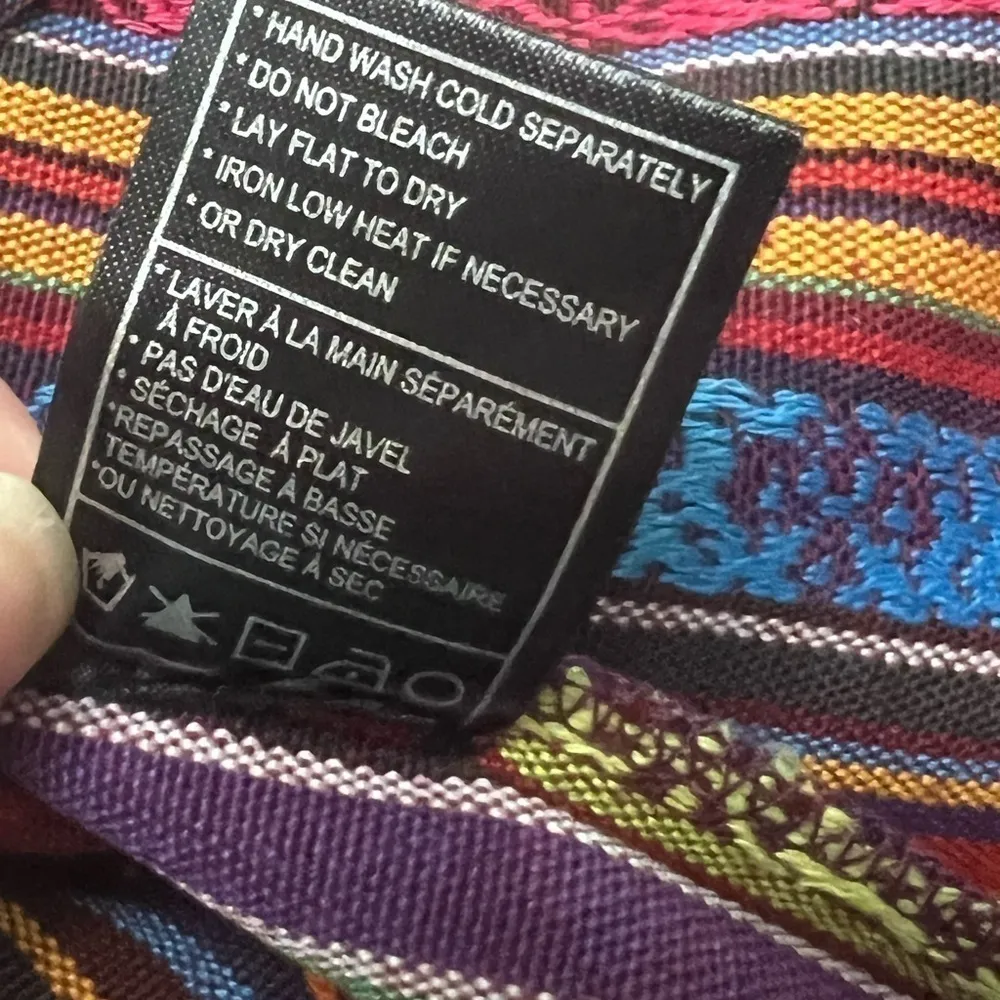 * HAND WASH COLD SEPARATELY
* DO NOT BLEACH
* LAY FLAT TO DRY
* IRON LOW HEAT IF NECESSARY
* OR DRY CLEAN
* LAVER À LA MAIN SÉPARÉMENT
À FROID
* PAS D'EAU DE JAVEL
* SÉCHAGE À PLAT
*REPASSAGE À BASSE
TEMPÉRATURE SI NÉCESSAIRE
*OU NETTOYAGE À SEC